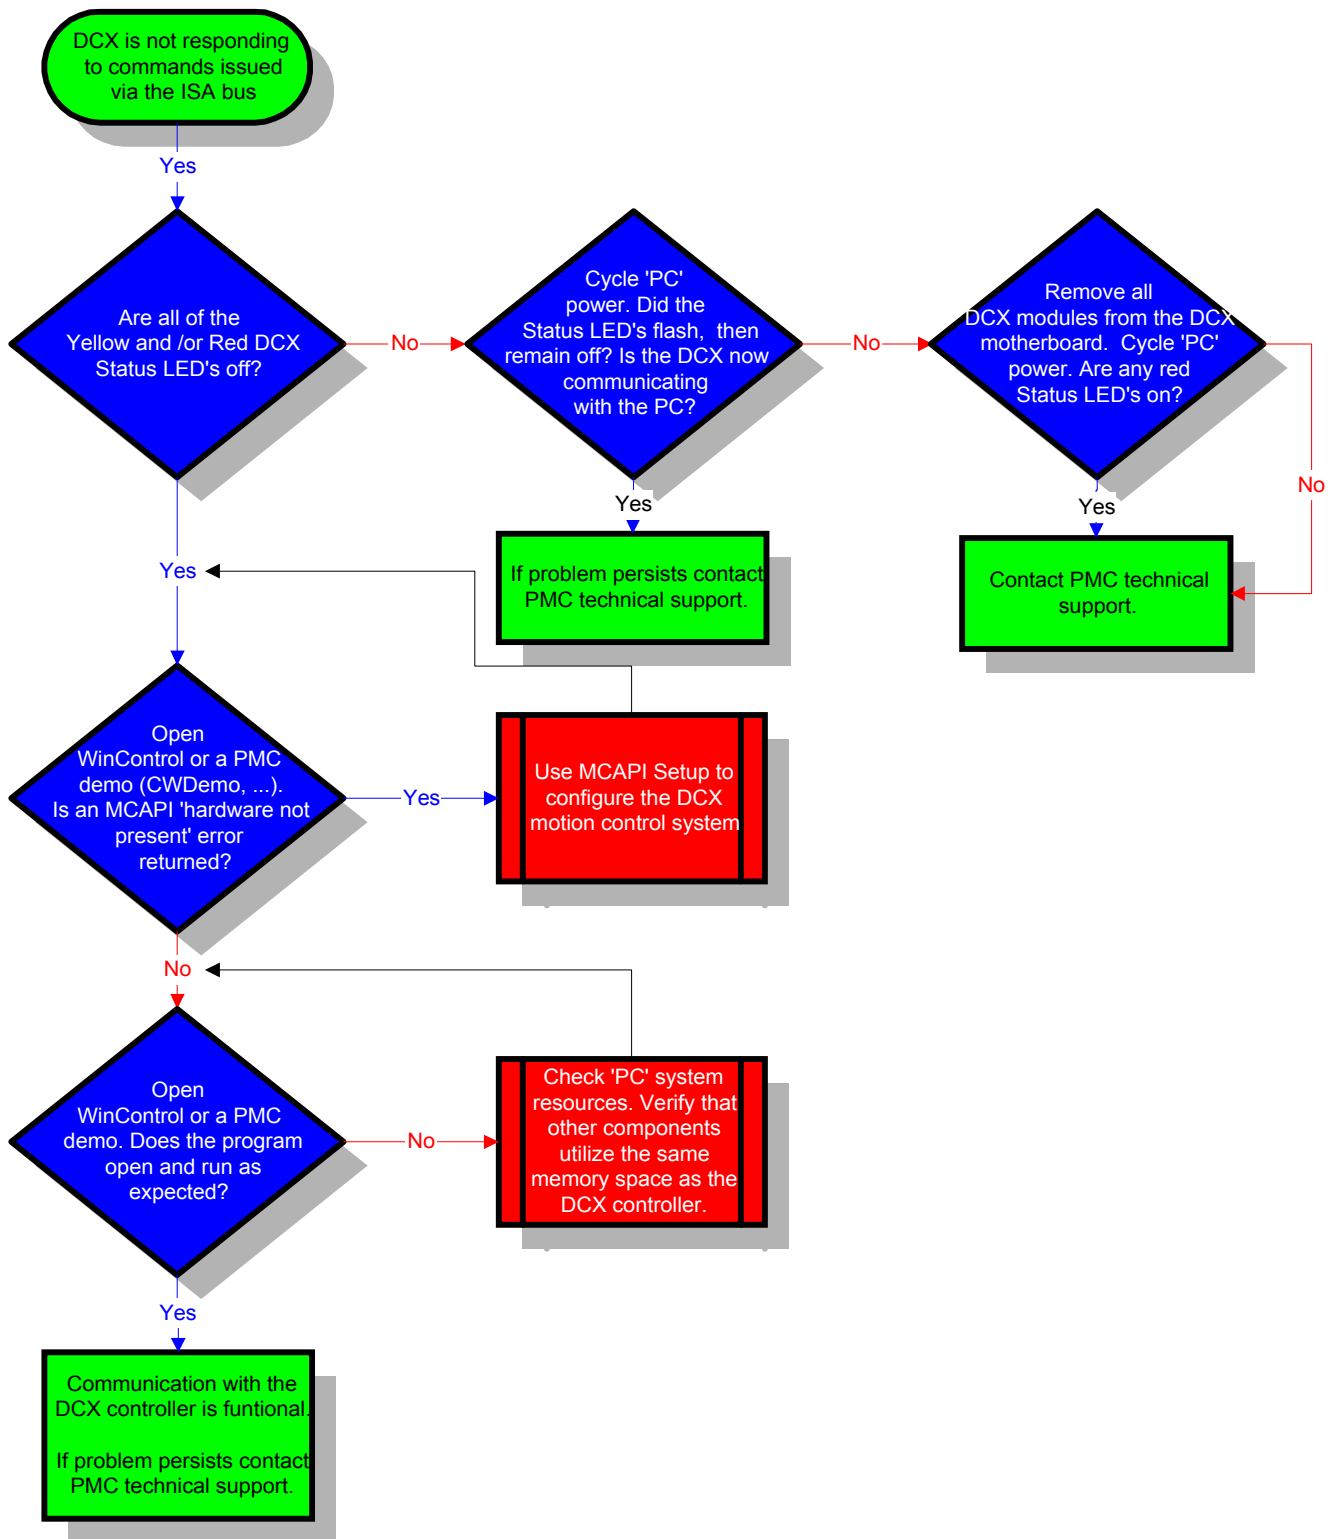 DCX is not responding
to commands issued
via the ISA bus
Yes
Are all of the
Yellow and /or Red DCX
Status LED's off?
No
Cycle 'PC'
power. Did the
Status LED's flash, then
remain off? Is the DCX now
communicating
with the PC?
No
Remove all
DCX modules from the DCX
motherboard. Cycle 'PC'
power. Are any red
Status LED's on?
No
Yes
Yes
If problem persists contact
PMC technical support.
Contact PMC technical
support.
Yes
Open
WinControl or a PMC
demo (CWDemo, ...).
Is an MCAPI 'hardware not
present' error
returned?
Yes
Use MCAPI Setup to
configure the DCX
motion control system
No
Open
WinControl or a PMC
demo. Does the program
open and run as
expected?
No
Check 'PC' system
resources. Verify that
other components
utilize the same
memory space as the
DCX controller.
Yes
Communication with the
DCX controller is funtional.
If problem persists contact
PMC technical support.